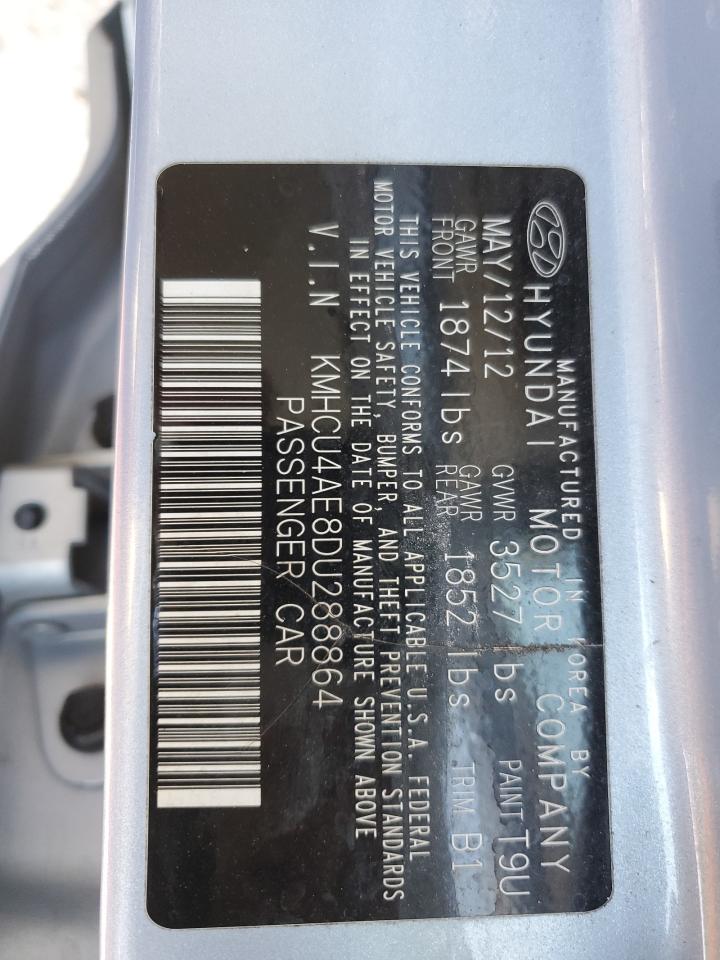 MANUFACTURED IN KOREA BY
HYUNDAI MOTOR COMPANY
MAY/12/12 GVWR 3527 lbs PAINT T9U
GAWR FRONT 1874 lbs GAWR REAR 1852 lbs TRIM B1
THIS VEHICLE CONFORMS TO ALL APPLICABLE U.S.A. FEDERAL
MOTOR VEHICLE SAFETY, BUMPER, AND THEFT PREVENTION STANDARDS
IN EFFECT ON THE DATE OF MANUFACTURE SHOWN ABOVE
V.I.N KMHCU4AE8DU288864
PASSENGER CAR